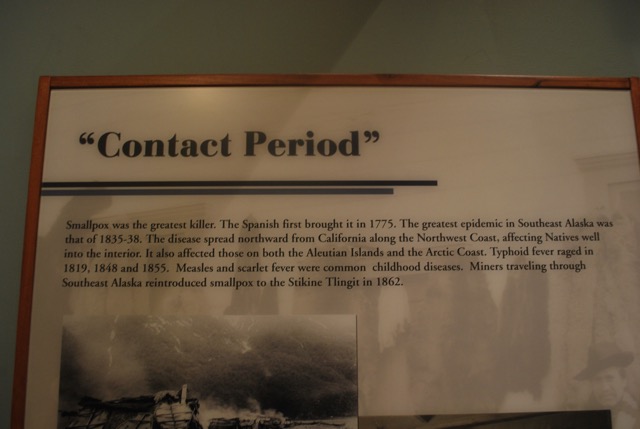 “Contact Period”
Smallpox was the greatest killer. The Spanish first brought it in 1775. The greatest epidemic in Southeast Alaska was
that of 1835-38. The disease spread northward from California along the Northwest Coast, affecting Natives well
into the interior. It also affected those on both the Aleutian Islands and the Arctic Coast. Typhoid fever raged in
1819, 1848 and 1855.  Measles and scarlet fever were common  childhood diseases.  Miners traveling through
Southeast Alaska reintroduced smallpox to the Stikine Tlingit in 1862.